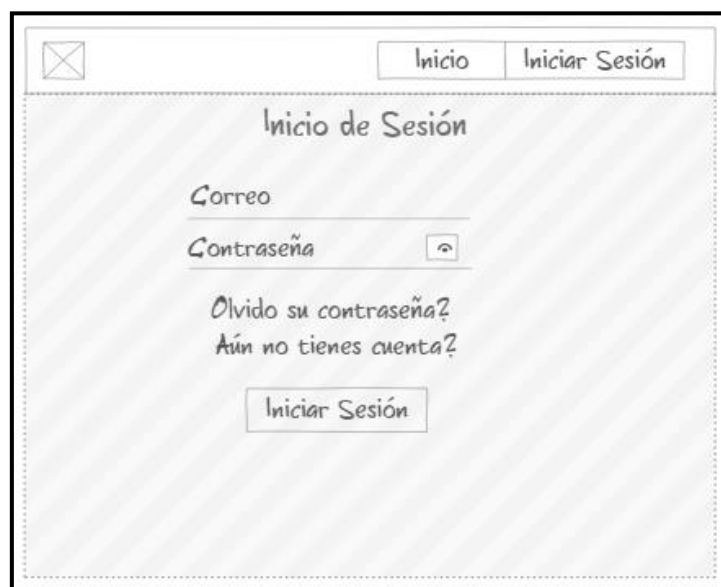 Inicio
Iniciar Sesión
Inicio de Sesión
Correo
Contraseña
Olvido su contraseña?
Aún no tienes cuenta?
Iniciar Sesión